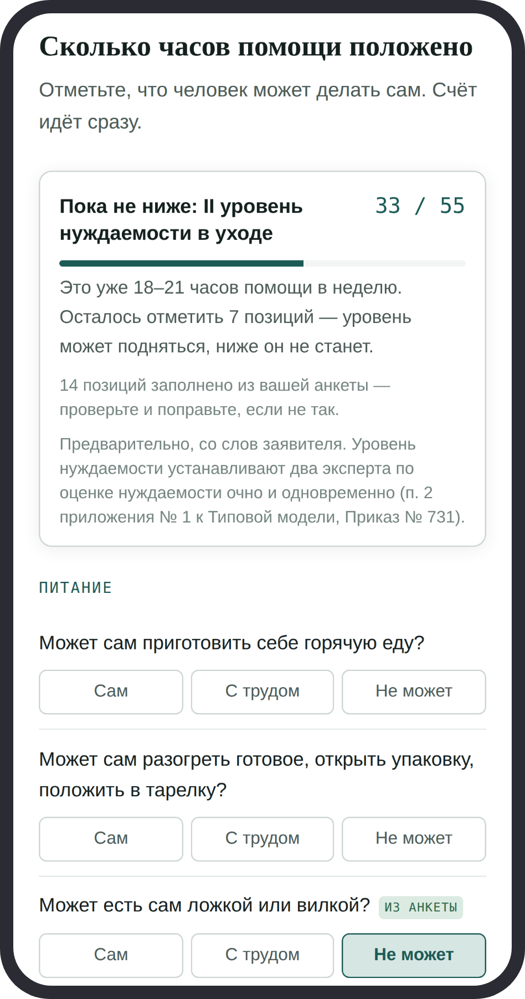 Сколько часов помощи положено
Отметьте, что человек может делать сам. Счёт
идёт сразу.
Пока не ниже: II уровень
нуждаемости в уходе
33 / 55
Это уже 18–21 часов помощи в неделю.
Осталось отметить 7 позиций — уровень
может подняться, ниже он не станет.
14 позиций заполнено из вашей анкеты —
проверьте и поправьте, если не так.
Предварительно, со слов заявителя. Уровень
нуждаемости устанавливают два эксперта по
оценке нуждаемости очно и одновременно (п. 2
приложения № 1 к Типовой модели, Приказ № 731).
ПИТАНИЕ
Может сам приготовить себе горячую еду?
Сам С трудом Не может
Может сам разогреть готовое, открыть упаковку,
положить в тарелку?
Сам С трудом Не может
Может есть сам ложкой или вилкой? ИЗ АНКЕТЫ
Сам С трудом Не может